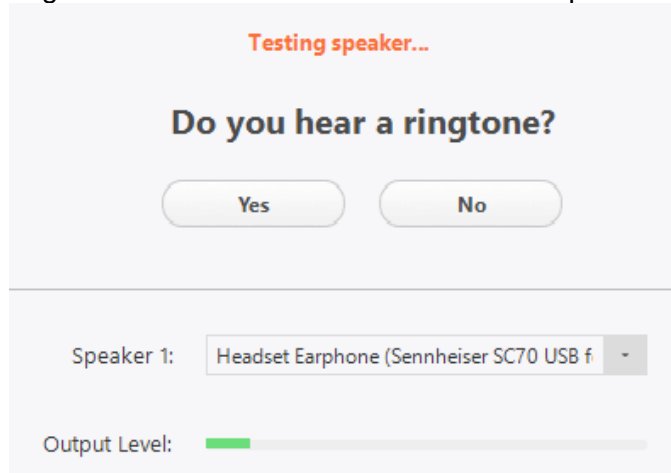 Testing speaker...
Do you hear a ringtone?
Yes No
Speaker 1: Headset Earphone (Sennheiser SC70 USB f
Output Level: